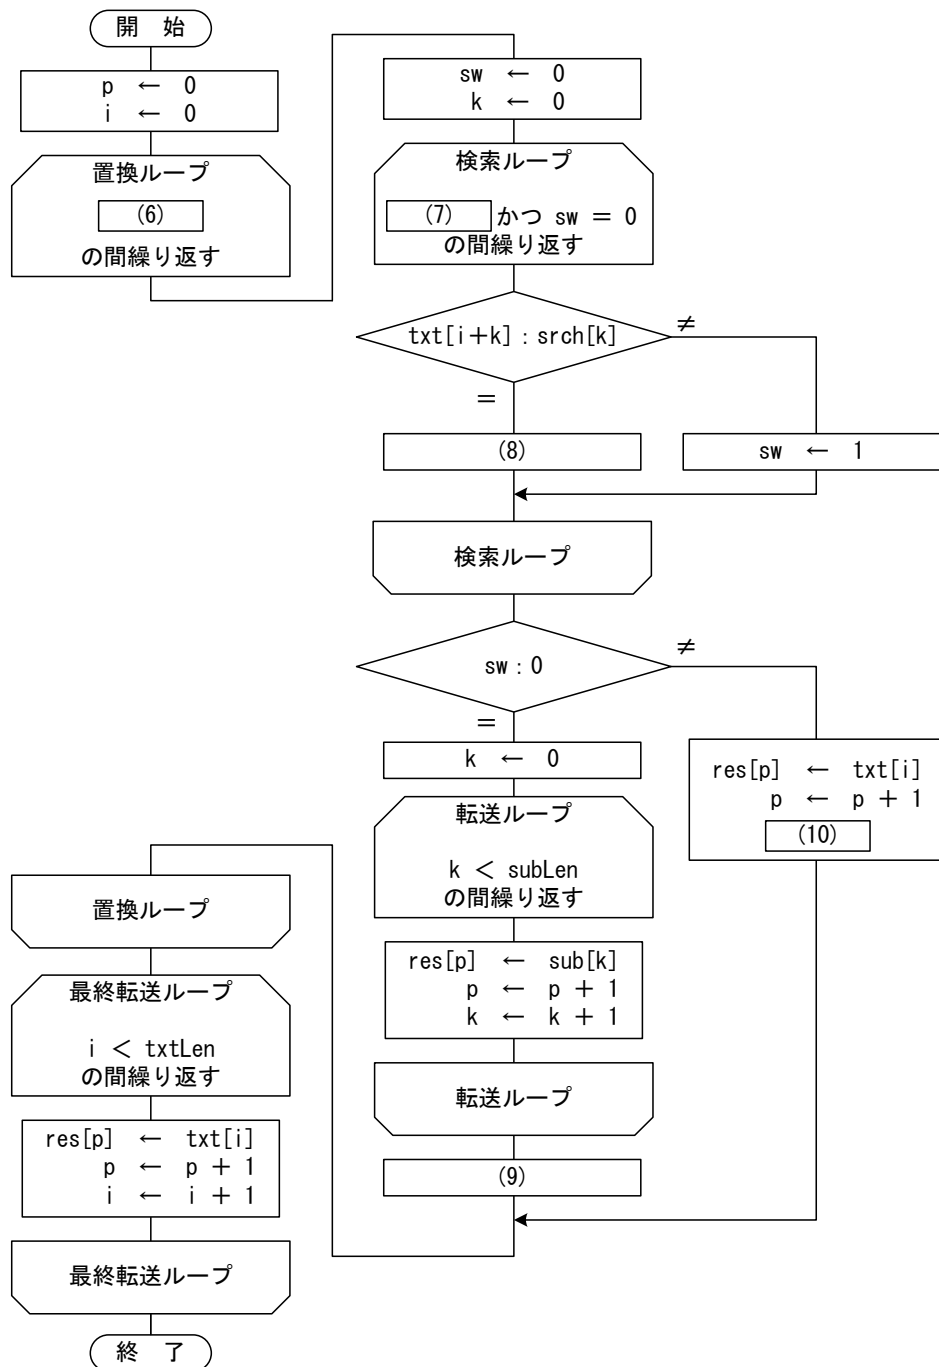 開　始
p ← 0
i ← 0
置換ループ
(6)
の間繰り返す
sw ← 0
k ← 0
検索ループ
(7) かつ sw = 0
の間繰り返す
txt[i+k]：srch[k]
≠
=
(8)
sw ← 1
検索ループ
sw：0
≠
=
k ← 0
res[p] ← txt[i]
p ← p + 1
(10)
転送ループ
k < subLen
の間繰り返す
res[p] ← sub[k]
p ← p + 1
k ← k + 1
転送ループ
(9)
置換ループ
最終転送ループ
i < txtLen
の間繰り返す
res[p] ← txt[i]
p ← p + 1
i ← i + 1
最終転送ループ
終　了